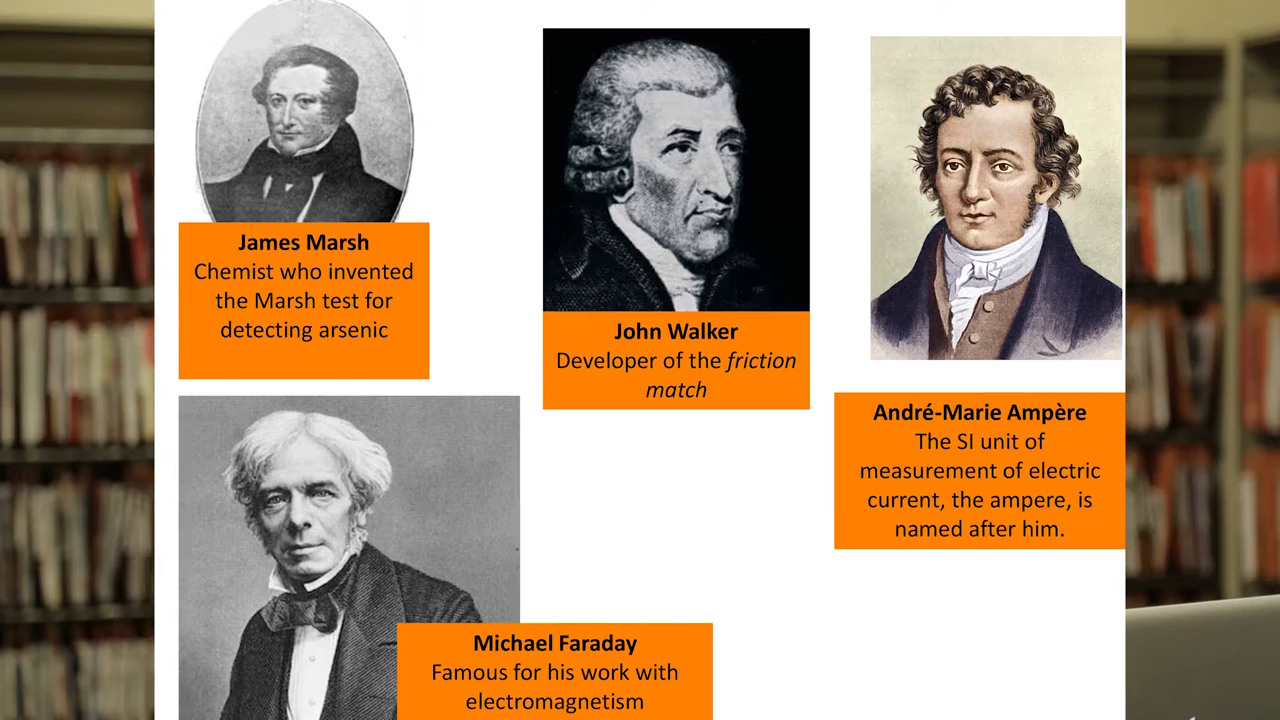 James Marsh
Chemist who invented
the Marsh test for
detecting arsenic
John Walker
Developer of the friction
match
André-Marie Ampère
The SI unit of
measurement of electric
current, the ampere, is
named after him.
Michael Faraday
Famous for his work with
electromagnetism